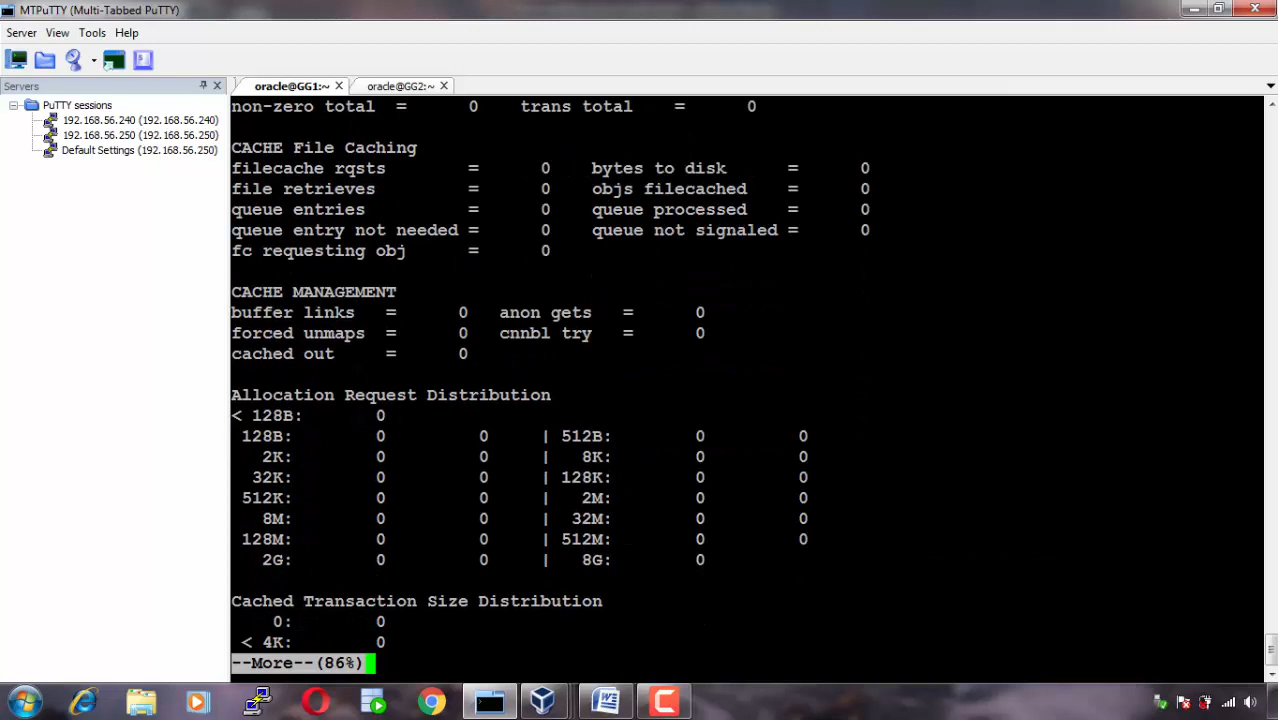 MTPuTTY (Multi-Tabbed PuTTY)
Server View Tools Help
Servers
oracle@GG1:~ oracle@GG2:~
PuTTY sessions
192.168.56.240 (192.168.56.240)
192.168.56.250 (192.168.56.250)
Default Settings (192.168.56.250)
non-zero total = 0 trans total = 0
CACHE File Caching
filecache rqsts = 0 bytes to disk = 0
file retrieves = 0 objs filecached = 0
queue entries = 0 queue processed = 0
queue entry not needed = 0 queue not signaled = 0
fc requesting obj = 0
CACHE MANAGEMENT
buffer links = 0 anon gets = 0
forced unmaps = 0 cnnbl try = 0
cached out = 0
Allocation Request Distribution
< 128B: 0
128B: 0 0 | 512B: 0 0
2K: 0 0 | 8K: 0 0
32K: 0 0 | 128K: 0 0
512K: 0 0 | 2M: 0 0
8M: 0 0 | 32M: 0 0
128M: 0 0 | 512M: 0 0
2G: 0 0 | 8G: 0
Cached Transaction Size Distribution
0: 0
< 4K: 0
--More--(86%)